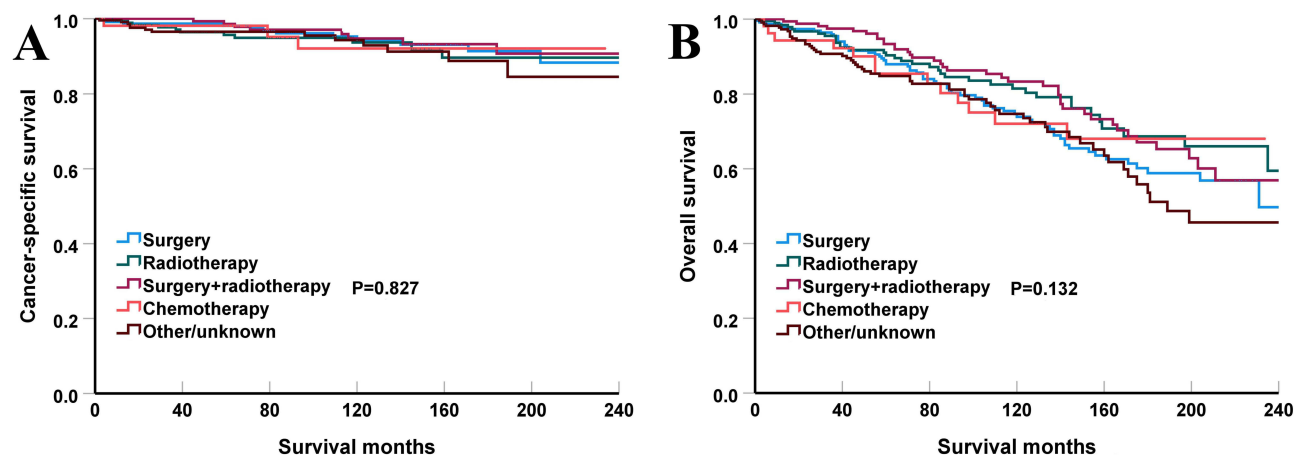 A
Cancer-specific survival
1.0
0.8
0.6
0.4
0.2
0.0
Surgery
Radiotherapy
Surgery+radiotherapy P=0.827
Chemotherapy
Other/unknown
0 40 80 120 160 200 240
Survival months
B
Overall survival
1.0
0.8
0.6
0.4
0.2
0.0
Surgery
Radiotherapy
Surgery+radiotherapy P=0.132
Chemotherapy
Other/unknown
0 40 80 120 160 200 240
Survival months